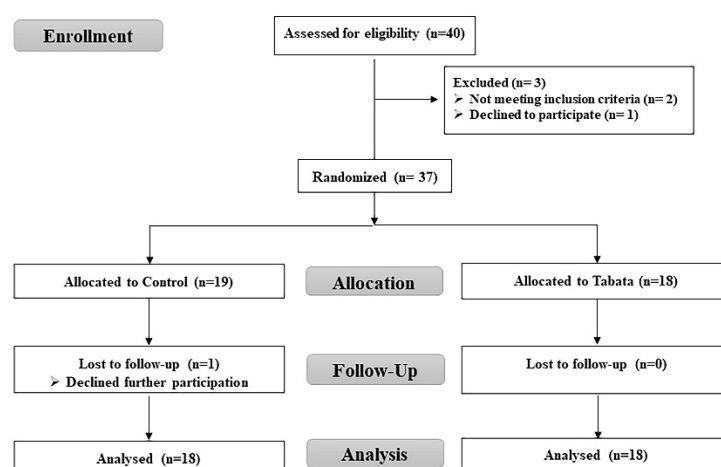 Enrollment
Assessed for eligibility (n=40)
Excluded (n= 3)
➢ Not meeting inclusion criteria (n= 2)
➢ Declined to participate (n= 1)
Randomized (n= 37)
Allocated to Control (n=19)
Allocation
Allocated to Tabata (n=18)
Lost to follow-up (n=1)
➢ Declined further participation
Follow-Up
Lost to follow-up (n=0)
Analysed (n=18)
Analysis
Analysed (n=18)